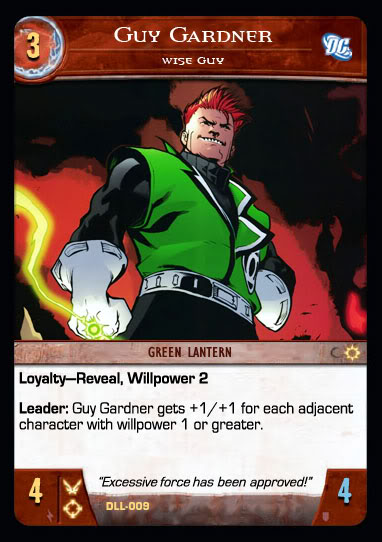 3
GUY GARDNER
WISE GUY
DC
GREEN LANTERN
C
Loyalty—Reveal, Willpower 2
Leader: Guy Gardner gets +1/+1 for each adjacent
character with willpower 1 or greater.
4
"Excessive force has been approved!"
DLL-009
4